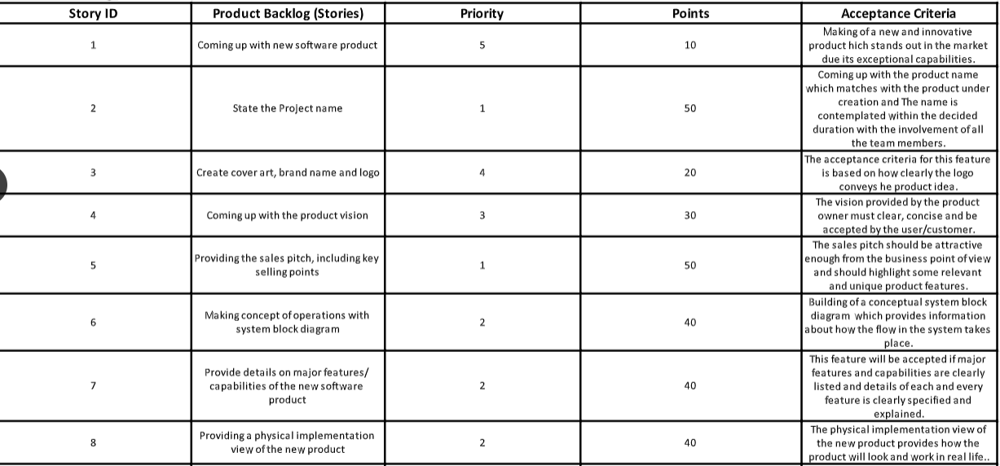 Story ID Product Backlog (Stories) Priority Points Acceptance Criteria
1 Coming up with new software product 5 10 Making of a new and innovative
product hich stands out in the market
due its exceptional capabilities.
2 State the Project name 1 50 Coming up with the product name
which matches with the product under
creation and The name is
contemplated within the decided
duration with the involvement of all
the team members.
3 Create cover art, brand name and logo 4 20 The acceptance criteria for this feature
is based on how clearly the logo
conveys he product idea.
4 Coming up with the product vision 3 30 The vision provided by the product
owner must clear, concise and be
accepted by the user/customer.
5 Providing the sales pitch, including key
selling points 1 50 The sales pitch should be attractive
enough from the business point of view
and should highlight some relevant
and unique product features.
6 Making concept of operations with
system block diagram 2 40 Building of a conceptual system block
diagram which provides information
about how the flow in the system takes
place.
7 Provide details on major features/
capabilities of the new software
product 2 40 This feature will be accepted if major
features and capabilities are clearly
listed and details of each and every
feature is clearly specified and
explained.
8 Providing a physical implementation
view of the new product 2 40 The physical implementation view of
the new product provides how the
product will look and work in real life..